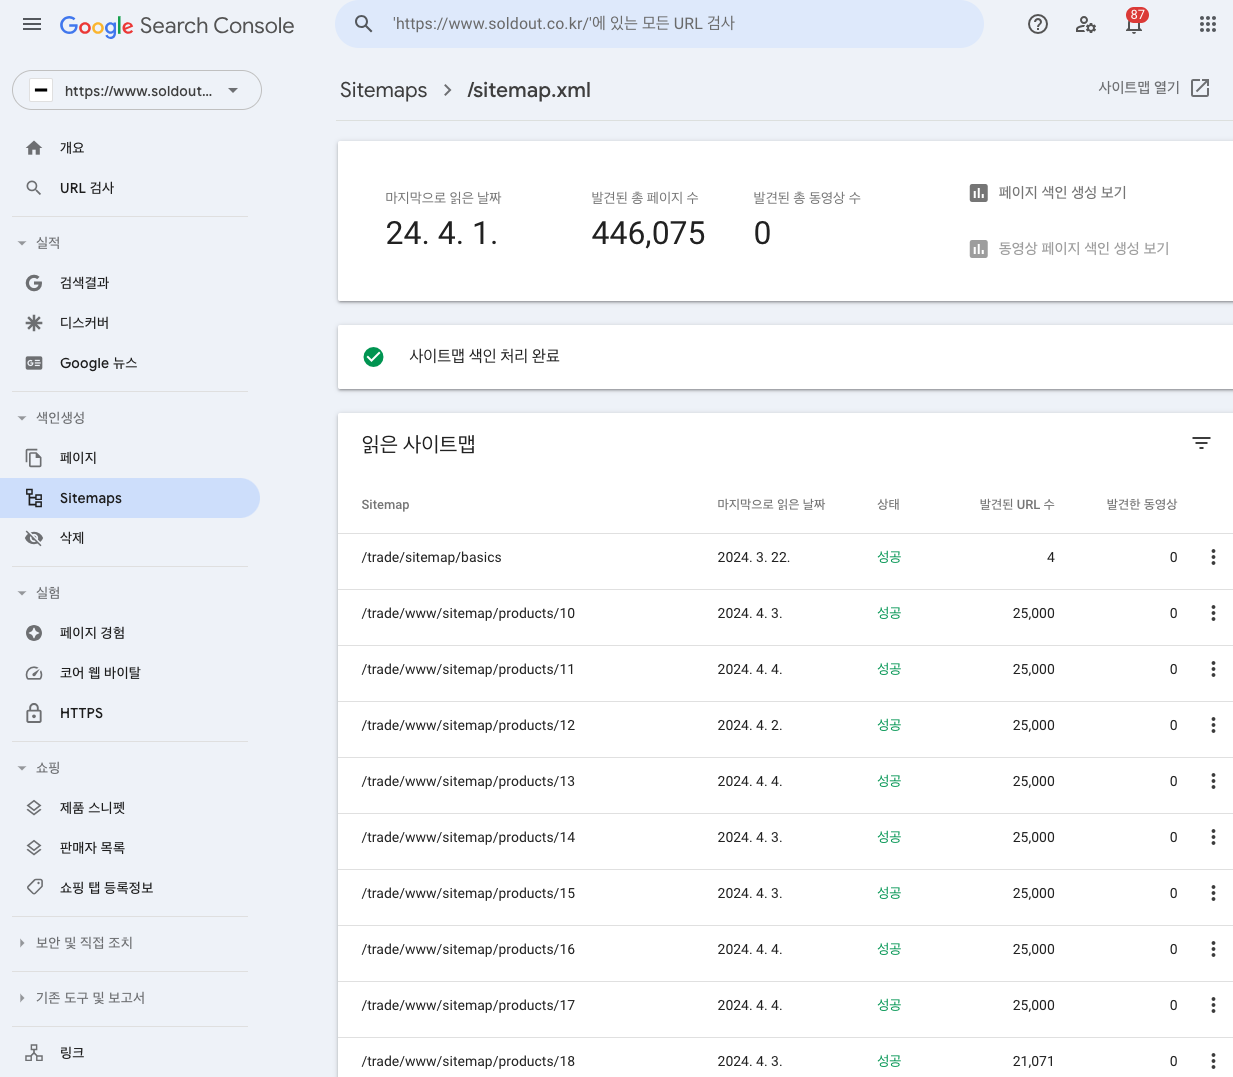 Google Search Console
'https://www.soldout.co.kr/'에 있는 모든 URL 검사
87
https://www.soldout...
Sitemaps > /sitemap.xml
사이트맵 열기
개요
URL 검사
실적
검색결과
디스커버
Google 뉴스
색인생성
페이지
Sitemaps
삭제
실험
페이지 경험
코어 웹 바이탈
HTTPS
쇼핑
제품 스니펫
판매자 목록
쇼핑 탭 등록정보
보안 및 직접 조치
기존 도구 및 보고서
링크
마지막으로 읽은 날짜
24. 4. 1.
발견된 총 페이지 수
446,075
발견된 총 동영상 수
0
페이지 색인 생성 보기
동영상 페이지 색인 생성 보기
사이트맵 색인 처리 완료
읽은 사이트맵
Sitemap 마지막으로 읽은 날짜 상태 발견된 URL 수 발견한 동영상
/trade/sitemap/basics 2024. 3. 22. 성공 4 0
/trade/www/sitemap/products/10 2024. 4. 3. 성공 25,000 0
/trade/www/sitemap/products/11 2024. 4. 4. 성공 25,000 0
/trade/www/sitemap/products/12 2024. 4. 2. 성공 25,000 0
/trade/www/sitemap/products/13 2024. 4. 4. 성공 25,000 0
/trade/www/sitemap/products/14 2024. 4. 3. 성공 25,000 0
/trade/www/sitemap/products/15 2024. 4. 3. 성공 25,000 0
/trade/www/sitemap/products/16 2024. 4. 4. 성공 25,000 0
/trade/www/sitemap/products/17 2024. 4. 4. 성공 25,000 0
/trade/www/sitemap/products/18 2024. 4. 3. 성공 21,071 0